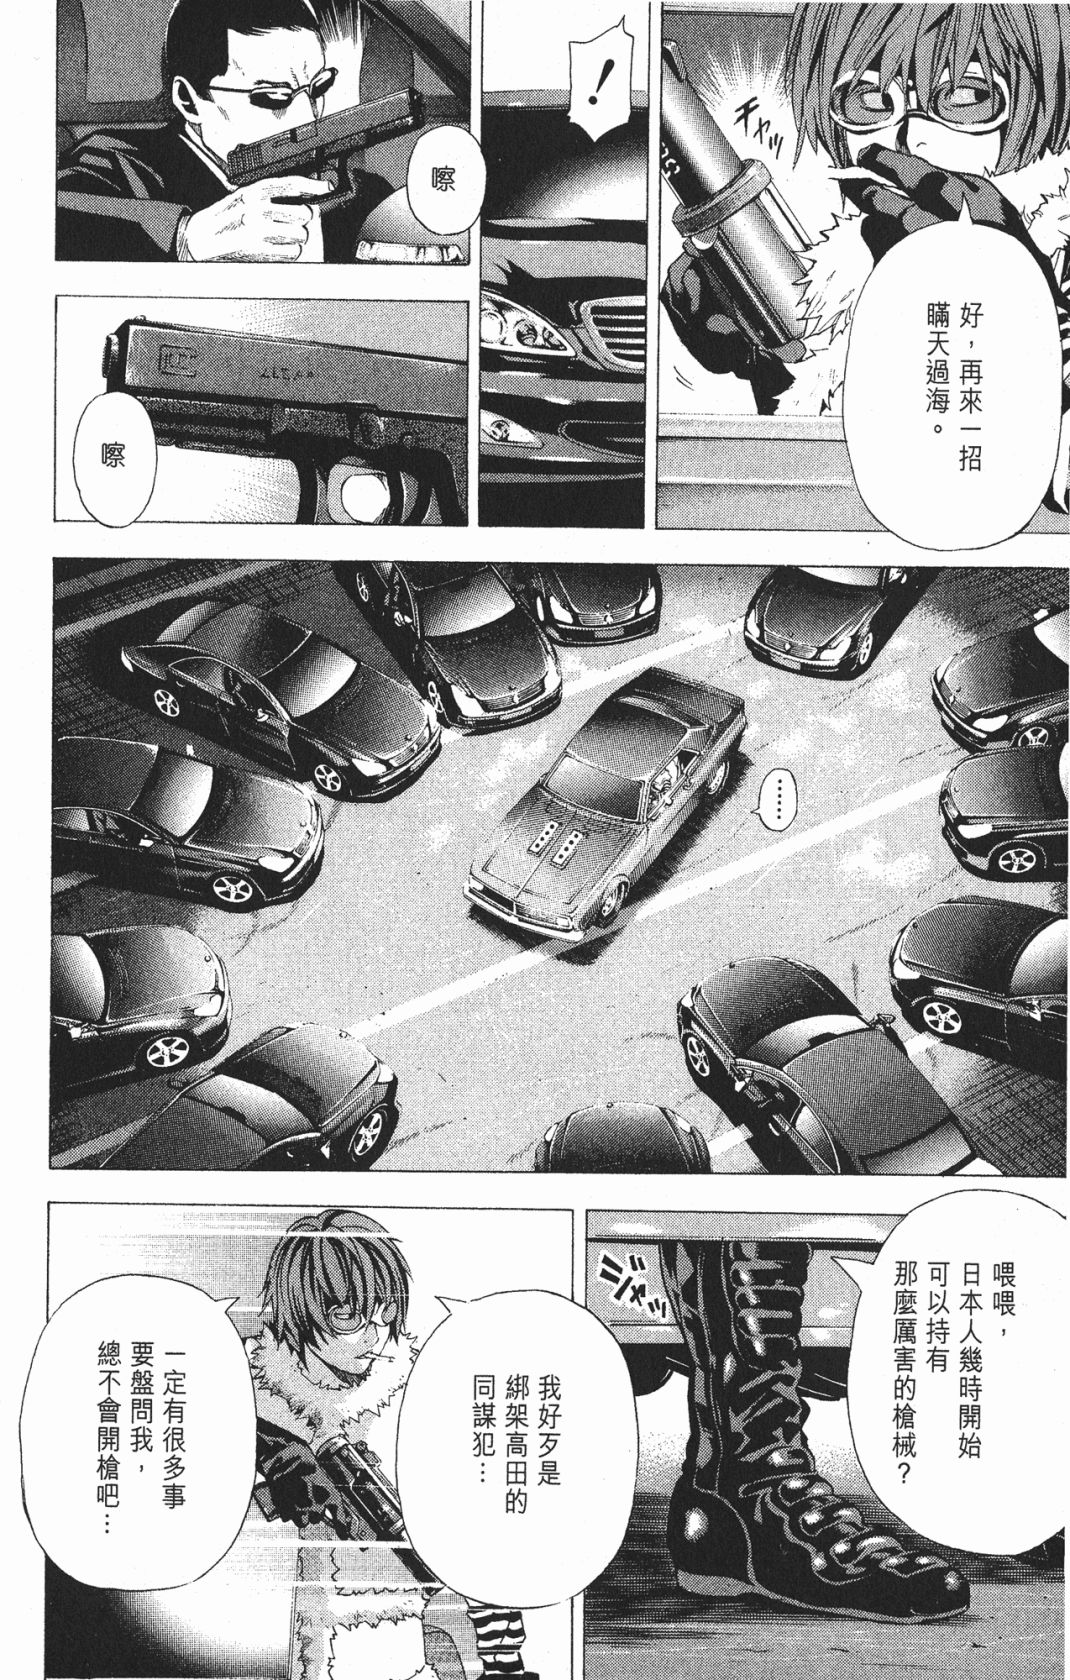 好，再來一招
瞞天過海。
チャッ
！
嚓
嚓
……
喂喂，
日本人幾時開始
可以持有
那麼厲害的槍械？
我好歹是
綁架高田的
同謀犯…
一定有很多事
要盤問我，
總不會開槍吧…